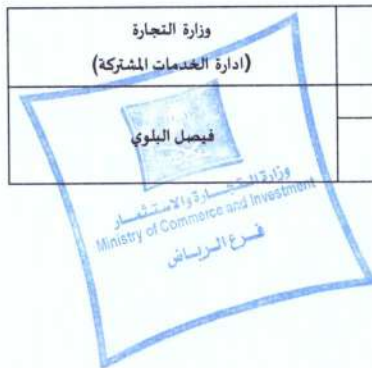 وزارة التجارة
(ادارة الخدمات المشتركة)
فيصل البلوي
وزارة التجارة والاستثمار
Ministry of Commerce and Investment
فرع الرياض